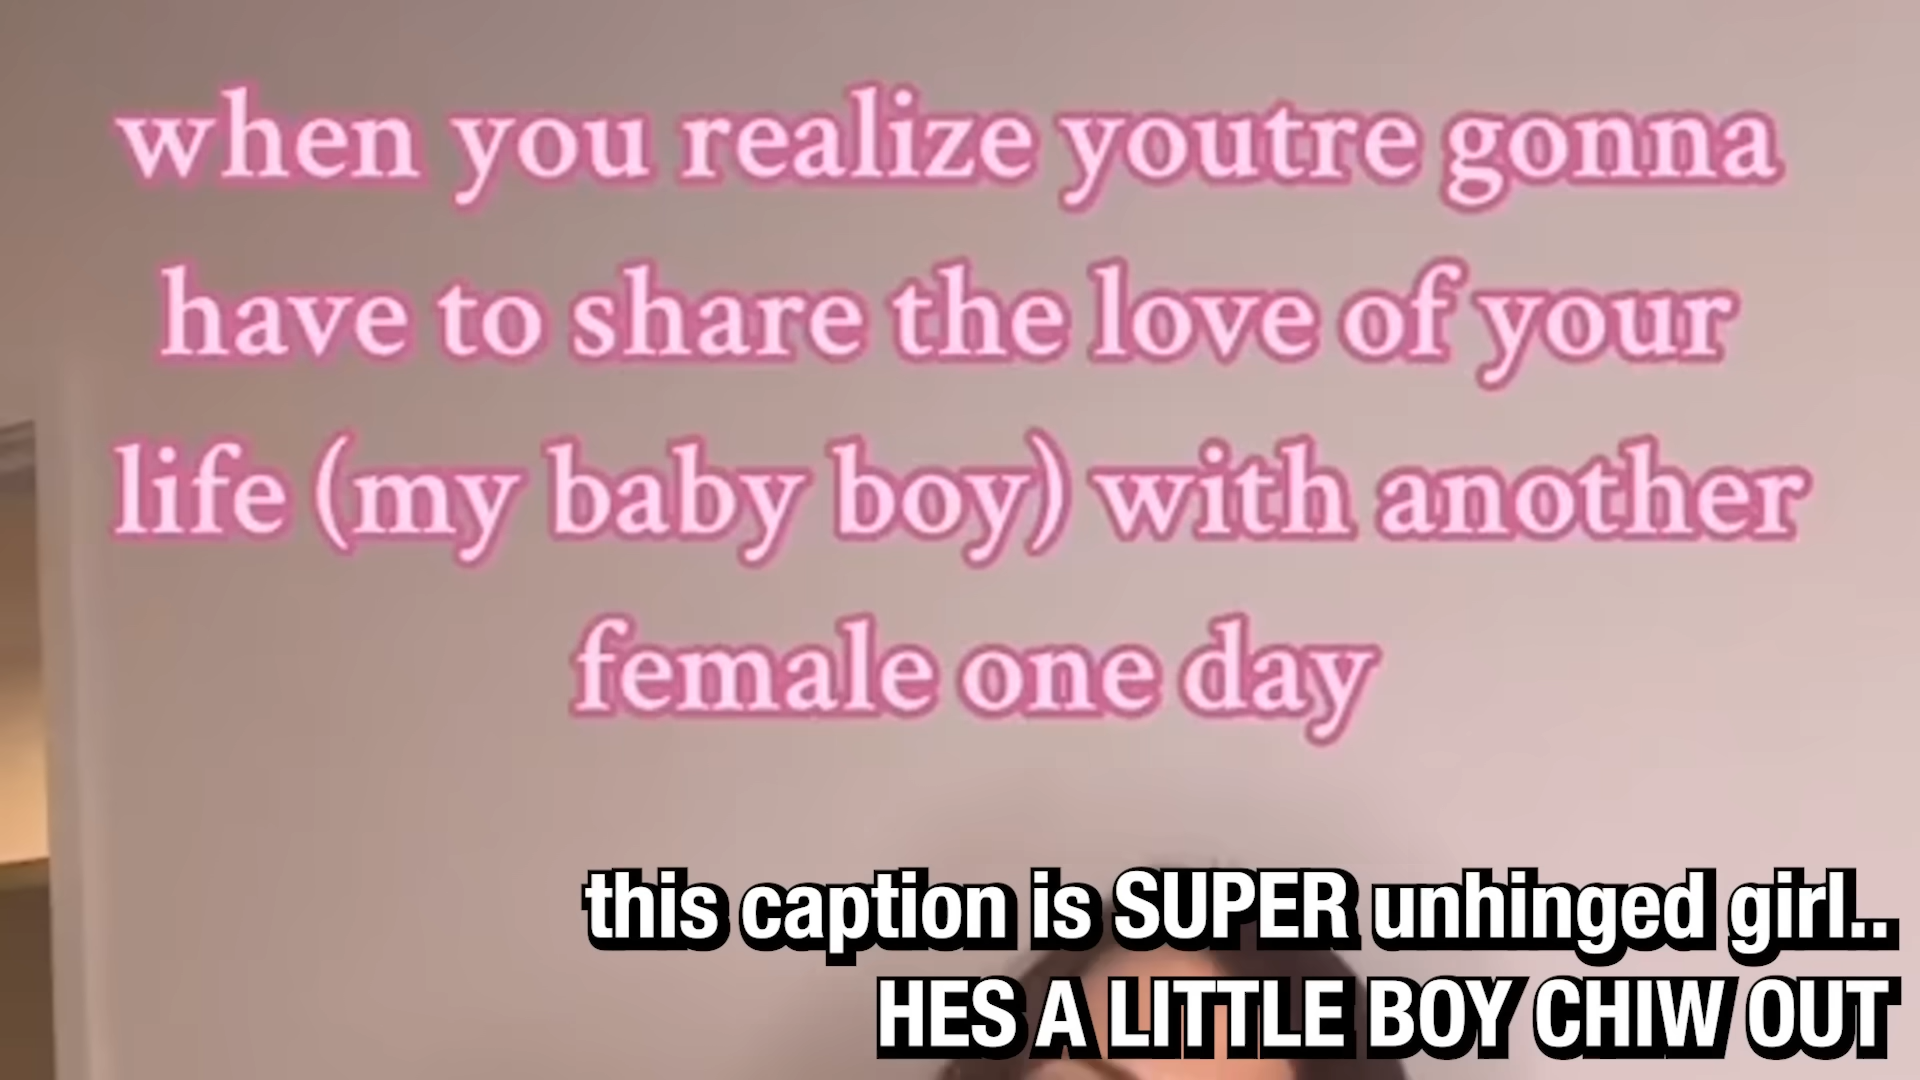 when you realize youtre gonna
have to share the love of your
life (my baby boy) with another
female one day
this caption is SUPER unhinged girl..
HES A LITTLE BOY CHIW OUT